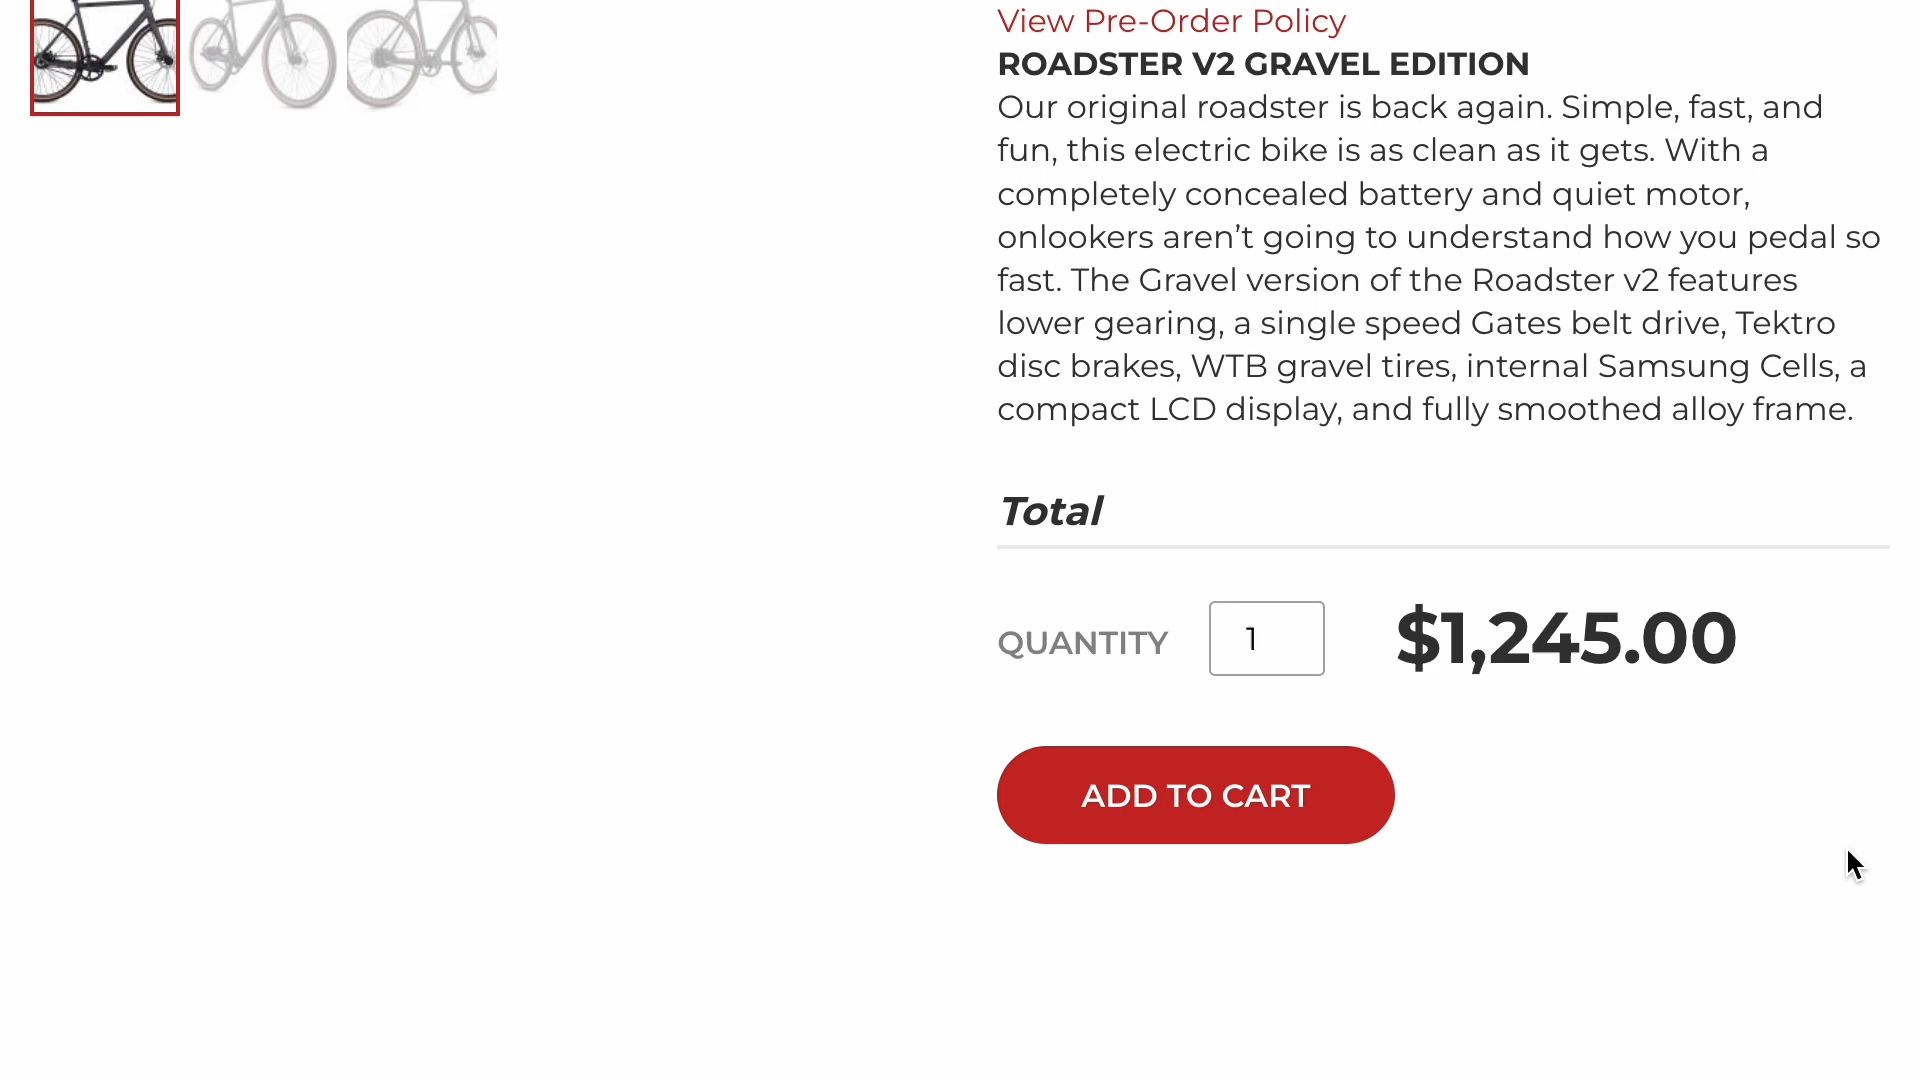 View Pre-Order Policy
ROADSTER V2 GRAVEL EDITION
Our original roadster is back again. Simple, fast, and
fun, this electric bike is as clean as it gets. With a
completely concealed battery and quiet motor,
onlookers aren’t going to understand how you pedal so
fast. The Gravel version of the Roadster v2 features
lower gearing, a single speed Gates belt drive, Tektro
disc brakes, WTB gravel tires, internal Samsung Cells, a
compact LCD display, and fully smoothed alloy frame.
Total
QUANTITY 1 $1,245.00
ADD TO CART